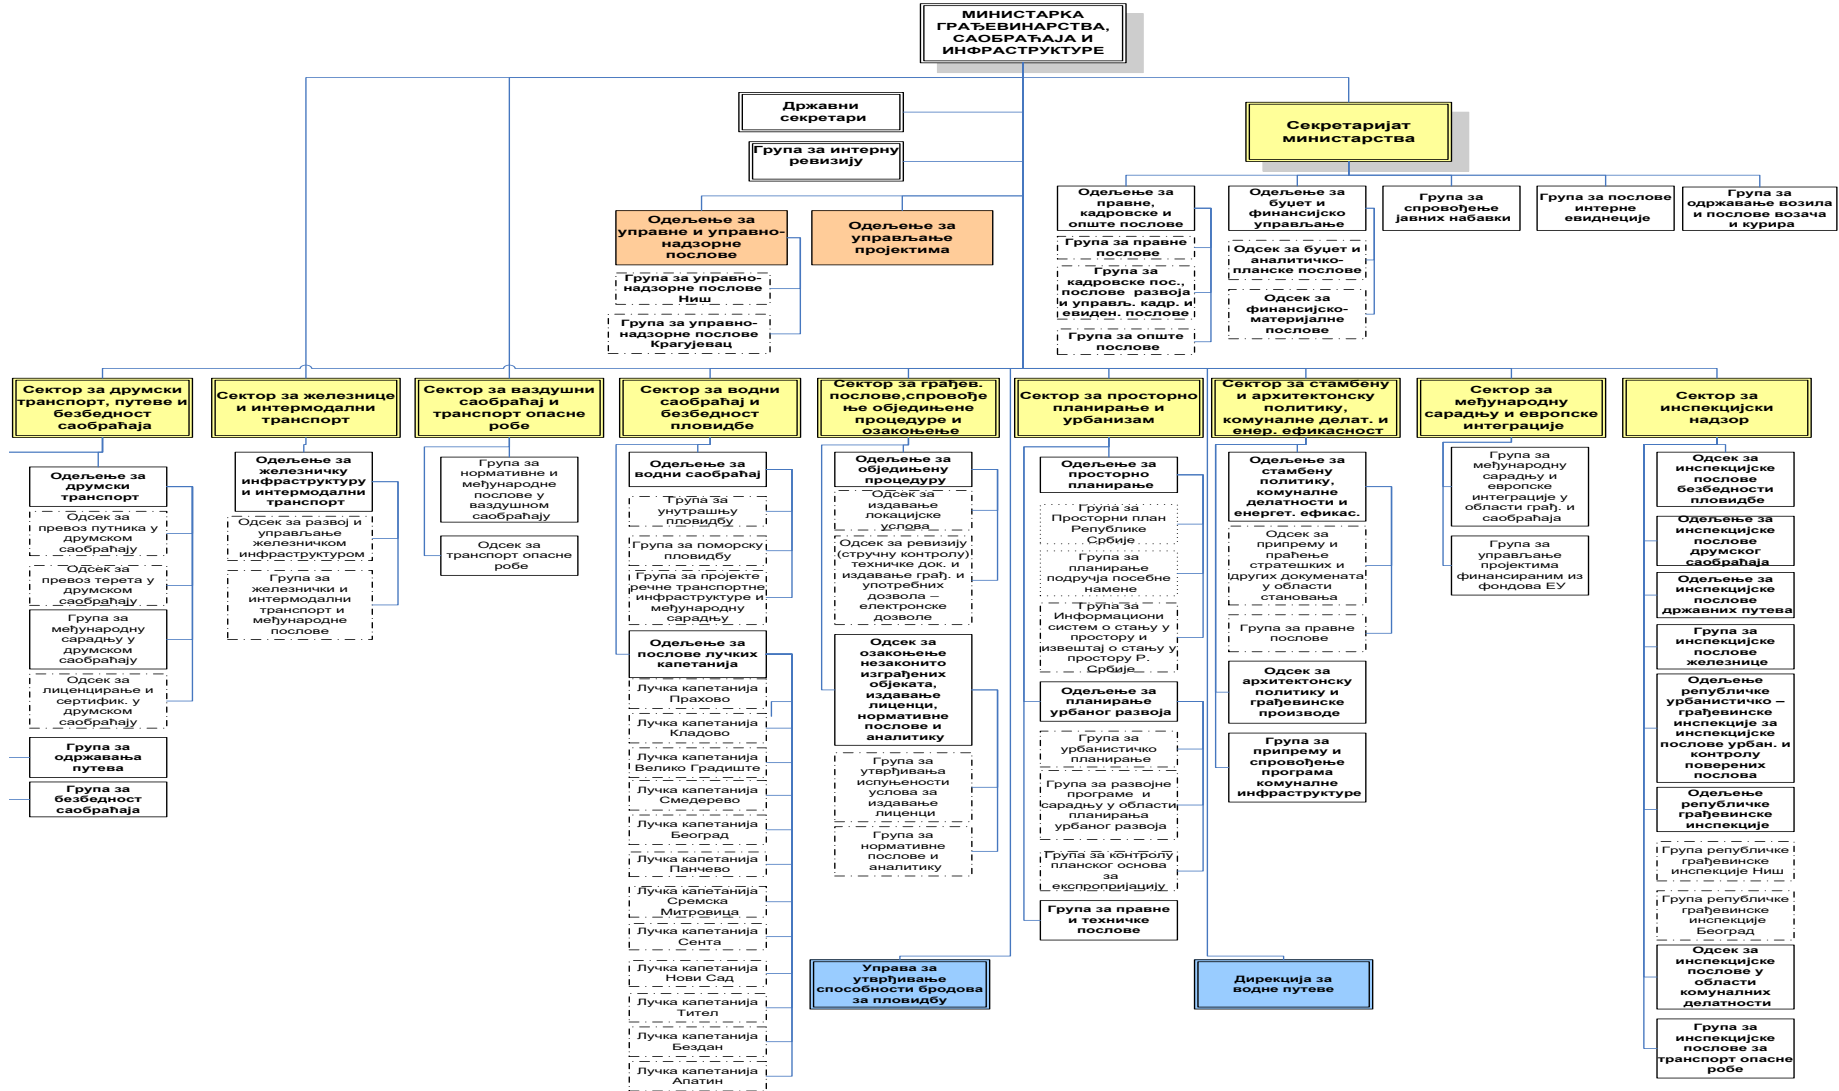 МИНИСТАРКА
ГРАЂЕВИНАРСТВА,
САОБРАЋАЈА И
ИНФРАСТРУКТУРЕ
Државни
секретари
Група за интерну
ревизију
Секретаријат
министарства
Одељење за
управне и управно-
надзорне
послове
Група за управно-
надзорне послове
Ниш
Група за управно-
надзорне послове
Крагујевац
Одељење за
управљање
пројектима
Одељење за
правне,
кадровске и
опште послове
Група за правне
послове
Група за
кадровске пос.,
послове развоја
и управљ. кадр. и
евиден. послове
Група за опште
послове
Одељење за
буџет и
финансијско
управљање
Одсек за буџет и
аналитичко-
планске послове
Одсек за
финансијско-
материјалне
послове
Група за
спровођење
јавних набавки
Група за послове
интерне
евиднеције
Група за
одржавање возила
и послове возача
и курира
Сектор за друмски
транспорт, путеве и
безбедност
саобраћаја
Одељење за
друмски
транспорт
Одсек за
превоз путника у
друмском
саобраћају
Одсек за
превоз терета у
друмском
саобраћају
Група за
међународну
сарадњу у
друмском
саобраћају
Одсек за
лиценцирање и
сертифик. у
друмском
саобраћају
Група за
одржавања
путева
Група за
безбедност
саобраћаја
Сектор за железнице
и интермодални
транспорт
Одељење за
железничку
инфраструктуру
и интермодални
транспорт
Одсек за развој и
управљање
железничком
инфраструктуром
Група за
железнички и
интермодални
транспорт и
међународне
послове
Сектор за ваздушни
саобраћај и
транспорт опасне
робе
Група за
нормативне и
међународне
послове у
ваздушном
саобраћају
Одсек за
транспорт опасне
робе
Сектор за водни
саобраћај и
безбедност
пловидбе
Одељење за
водни саобраћај
Група за
унутрашњу
пловидбу
Група за поморску
пловидбу
Група за пројекте
речне транспортне
инфраструктуре и
међународну
сарадњу
Одељење за
послове лучких
капетанија
Лучка капетанија
Прахово
Лучка капетанија
Кладово
Лучка капетанија
Велико Градиште
Лучка капетанија
Смедерево
Лучка капетанија
Београд
Лучка капетанија
Панчево
Лучка капетанија
Сремска
Митровица
Лучка капетанија
Сента
Лучка капетанија
Нови Сад
Лучка капетанија
Тител
Лучка капетанија
Бездан
Лучка капетанија
Апатин
Сектор за грађев.
послове,спровође
ње обједињене
процедуре и
озакоњење
Одељење за
обједињену
процедуру
Одсек за
издавање
локацијске
услова
Одсек за ревизију
(стручну контролу)
техничке док. и
издавање грађ. и
употребних
дозвола –
електронске
дозволе
Одсек за
озакоњење
незаконито
изграђених
објеката,
издавање
лиценци,
нормативне
послове и
аналитику
Група за
утврђивања
испуњености
услова за
издавање
лиценци
Група за
нормативне
послове и
аналитику
Сектор за просторно
планирање и
урбанизам
Одељење за
просторно
планирање
Група за
Просторни план
Републике
Србије
Група за
планирање
подручја посебне
намене
Група за
Информациони
систем о стању у
простору и
извештај о стању у
простору Р.
Србије
Одељење за
планирање
урбаног развоја
Група за
урбанистичко
планирање
Група за развојне
програме и
сарадњу у области
планирања
урбаног развоја
Група за контролу
планског основа
за
експропријацију
Група за правне
и техничке
послове
Сектор за стамбену
и архитектонску
политику,
комуналне делат. и
енер. ефикасност
Одељење за
стамбену
политику,
комуналне
делатности и
енергет. ефикас.
Одсек за
припрему и
праћење
стратешких и
других докумената
у области
становања
Група за правне
послове
Одсек за
архитектонску
политику и
грађевинске
производе
Група за
припрему и
спровођење
програма
комуналне
инфраструктуре
Сектор за
међународну
сарадњу и европске
интеграције
Група за
међународну
сарадњу и
европске
интеграције у
области грађ. и
саобраћаја
Група за
управљање
пројектима
финансираним из
фондова ЕУ
Сектор за
инспекцијски
надзор
Одсек за
инспекцијске
послове
безбедности
пловидбе
Одељење за
инспекцијске
послове
друмског
саобраћаја
Одељење за
инспекцијске
послове
државних путева
Група за
инспекцијске
послове
железнице
Одељење
републичке
урбанистичко –
грађевинске
инспекције за
инспекцијске
послове урбан. и
контролу
поверених
послова
Одељење
републичке
грађевинске
инспекције
Група републичке
грађевинске
инспекције Ниш
Група републичке
грађевинске
инспекције
Београд
Одсек за
инспекцијске
послове у
области
комуналних
делатности
Група за
инспекцијске
послове за
транспорт опасне
робе
Управа за
утврђивање
способности бродова
за пловидбу
Дирекција за
водне путеве